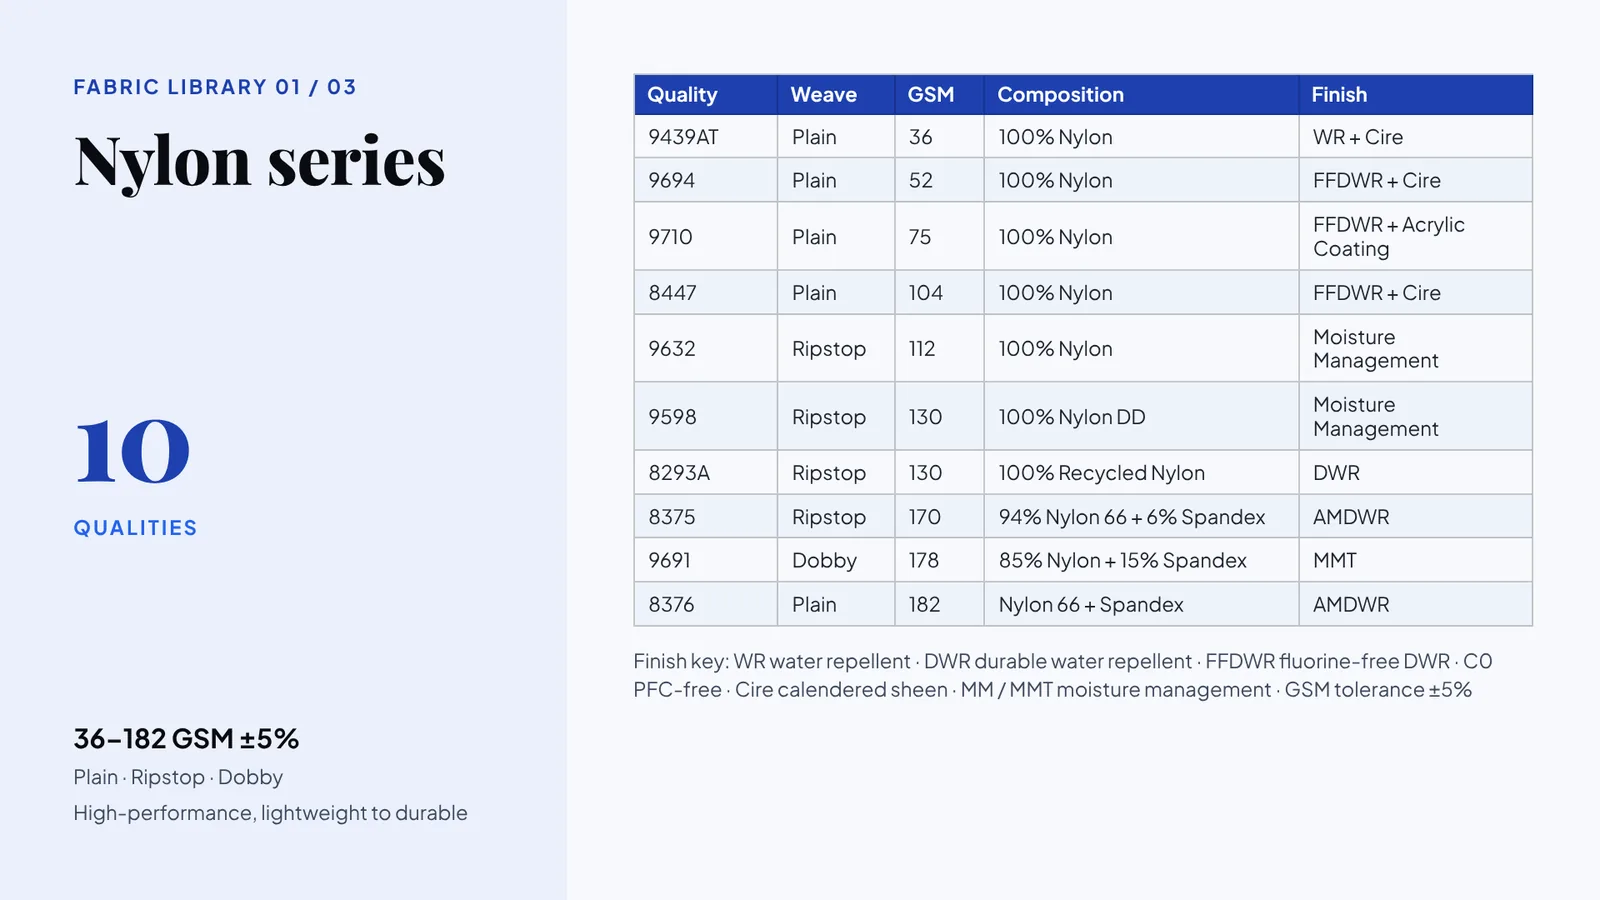 FABRIC LIBRARY 01 / 03
Nylon series
10
QUALITIES
36–182 GSM ±5%
Plain · Ripstop · Dobby
High-performance, lightweight to durable
Quality Weave GSM Composition Finish
9439AT Plain 36 100% Nylon WR + Cire
9694 Plain 52 100% Nylon FFDWR + Cire
9710 Plain 75 100% Nylon FFDWR + Acrylic
Coating
8447 Plain 104 100% Nylon FFDWR + Cire
9632 Ripstop 112 100% Nylon Moisture
Management
9598 Ripstop 130 100% Nylon DD Moisture
Management
8293A Ripstop 130 100% Recycled Nylon DWR
8375 Ripstop 170 94% Nylon 66 + 6% Spandex AMDWR
9691 Dobby 178 85% Nylon + 15% Spandex MMT
8376 Plain 182 Nylon 66 + Spandex AMDWR
Finish key: WR water repellent · DWR durable water repellent · FFDWR fluorine-free DWR · C0
PFC-free · Cire calendered sheen · MM / MMT moisture management · GSM tolerance ±5%